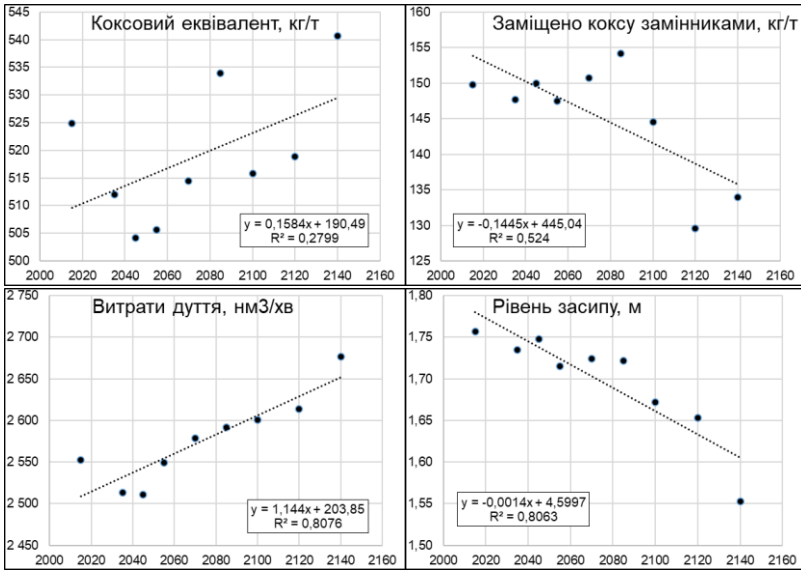 Коксовий еквівалент, кг/т
545
540
535
530
525
520
515
510
505
500
y = 0,1584x + 190,49
R² = 0,2799
2000 2020 2040 2060 2080 2100 2120 2140 2160
Заміщено коксу замінниками, кг/т
160
155
150
145
140
135
130
125
y = -0,1445x + 445,04
R² = 0,524
2000 2020 2040 2060 2080 2100 2120 2140 2160
Витрати дуття, нм3/хв
2 750
2 700
2 650
2 600
2 550
2 500
2 450
y = 1,144x + 203,85
R² = 0,8076
2000 2020 2040 2060 2080 2100 2120 2140 2160
Рівень засипу, м
1,80
1,75
1,70
1,65
1,60
1,55
1,50
y = -0,0014x + 4,5997
R² = 0,8063
2000 2020 2040 2060 2080 2100 2120 2140 2160